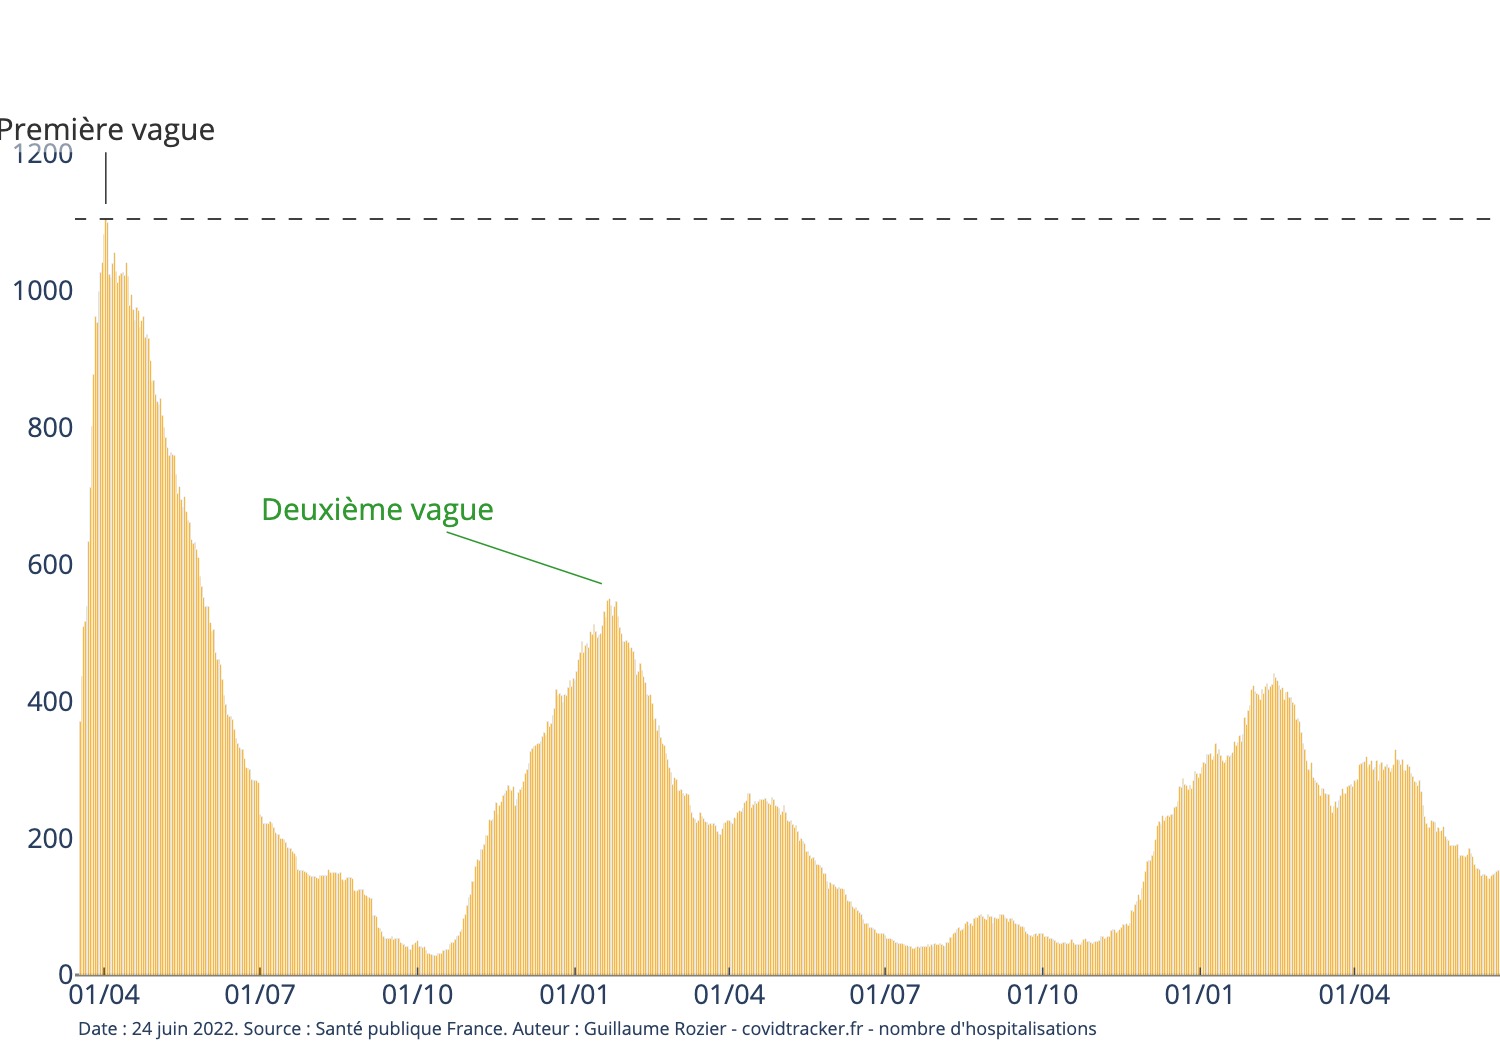 Première vague
1200
1000
800
Deuxième vague
600
400
200
0
01/04 01/07 01/10 01/01 01/04 01/07 01/10 01/01 01/04
Date : 24 juin 2022. Source : Santé publique France. Auteur : Guillaume Rozier - covidtracker.fr - nombre d'hospitalisations